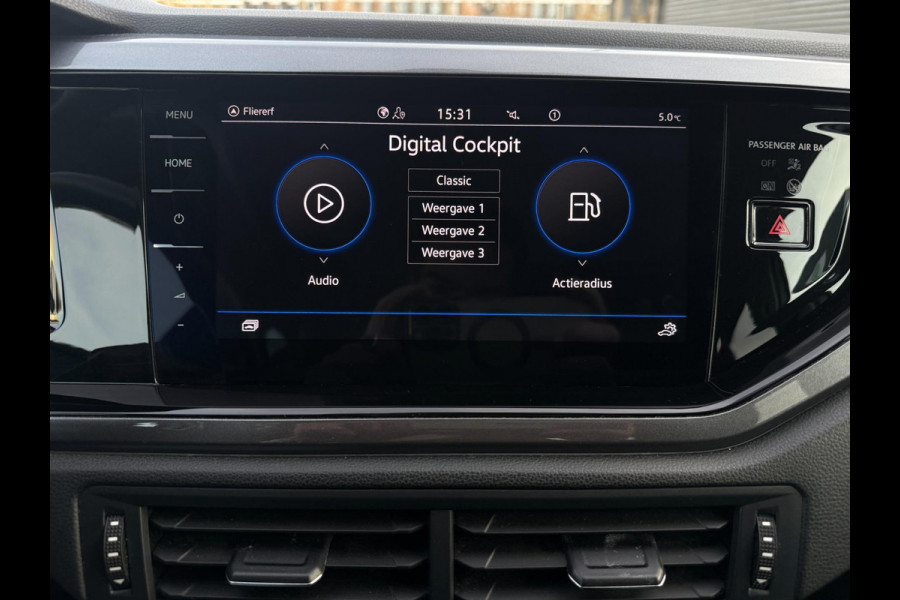 MENU
HOME
Fliererf
15:31
1
5.0°C
Digital Cockpit
Classic
Weergave 1
Weergave 2
Weergave 3
Audio
Actieradius
+
-
PASSENGER AIR BAG
OFF